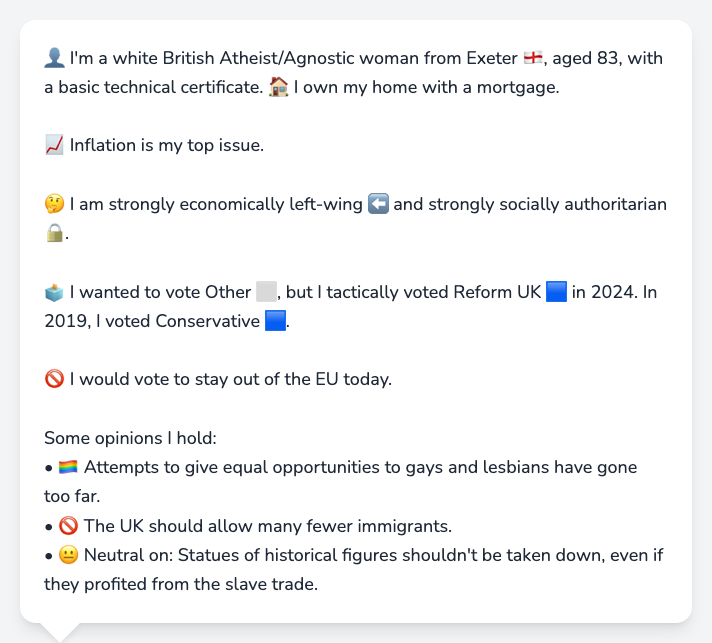 👤 I'm a white British Atheist/Agnostic woman from Exeter 🏴󠁧󠁢󠁥󠁮󠁧󠁿, aged 83, with
a basic technical certificate. 🏠 I own my home with a mortgage.
📈 Inflation is my top issue.
🤔 I am strongly economically left-wing ⬅️ and strongly socially authoritarian
🔒.
🗳️ I wanted to vote Other ⬜, but I tactically voted Reform UK 🟦 in 2024. In
2019, I voted Conservative 🟦.
🚫 I would vote to stay out of the EU today.
Some opinions I hold:
• 🏳️‍🌈 Attempts to give equal opportunities to gays and lesbians have gone
too far.
• 🚫 The UK should allow many fewer immigrants.
• 😐 Neutral on: Statues of historical figures shouldn't be taken down, even if
they profited from the slave trade.